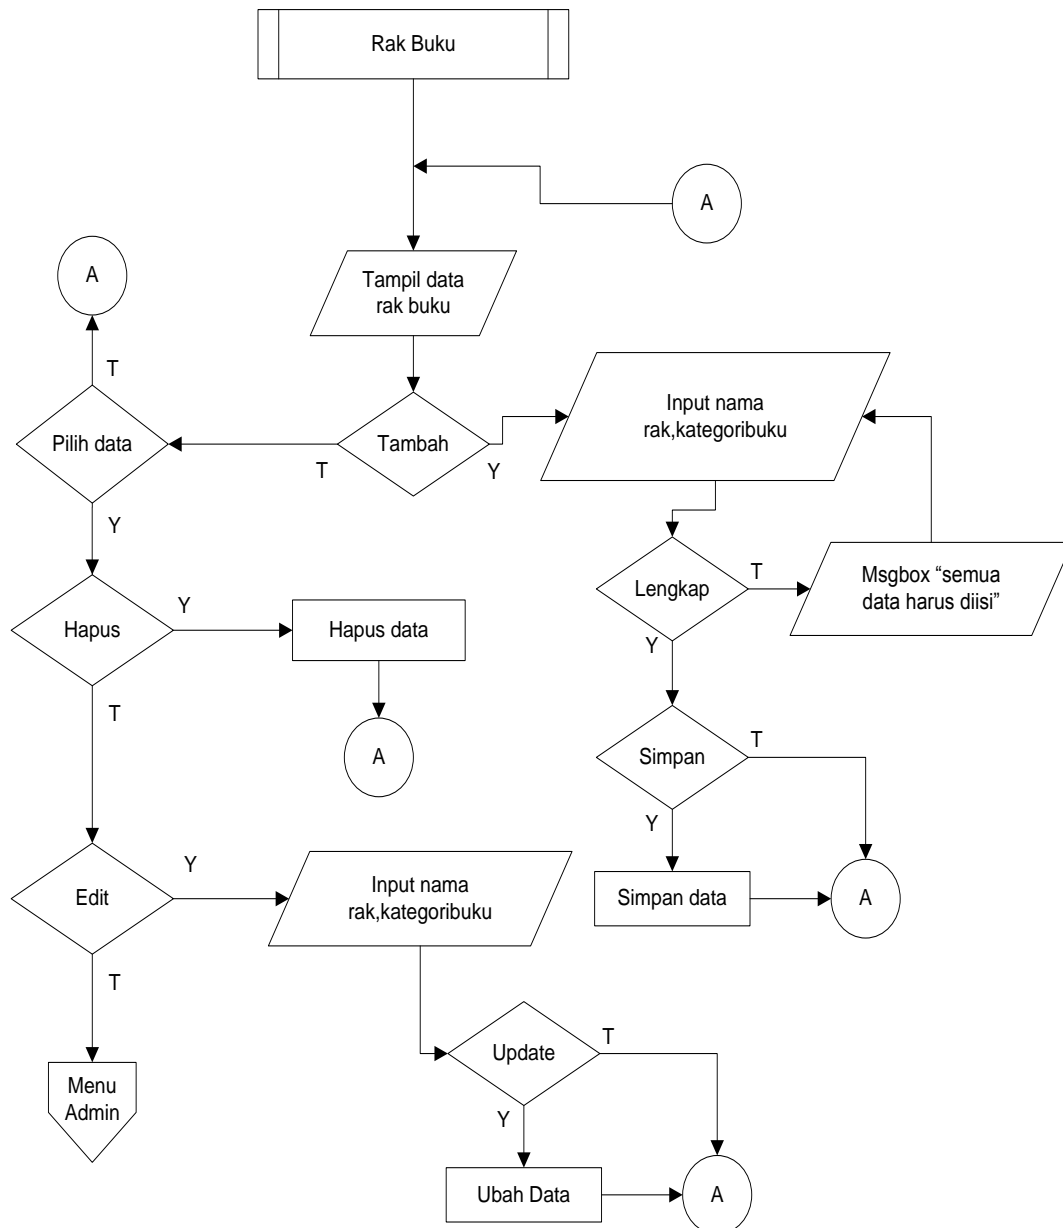 Rak Buku
A
A
Tampil data
rak buku
T
Pilih data
T
Tambah
Y
Input nama
rak,kategoribuku
Y
Lengkap
T
Msgbox “semua
data harus diisi”
Hapus
Y
Hapus data
Y
T
A
Simpan
T
Y
Edit
Y
Input nama
rak,kategoribuku
Simpan data
A
T
Menu
Admin
Update
T
Y
Ubah Data
A